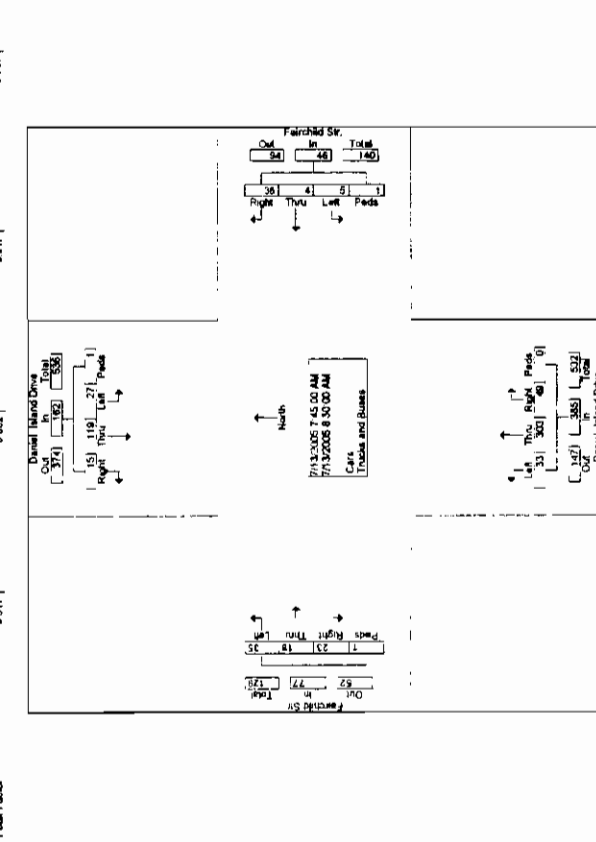 Fairchild Str.
Out In Total
94 46 140
36 4 5 1
Right Thru Left Peds
Daniel Island Drive
Out In Total
374 162 536
15 119 27 1
Right Thru Left Peds
North
7/13/2005 7:45:00 AM
7/13/2005 8:30:00 AM
Cars
Trucks and Buses
Left Thru Right Peds
33 303 49 0
147 385 532
Out In Total
Left Thru Right Peds
35 18 23 1
129 77 52
Total In Out
Fairchild Str